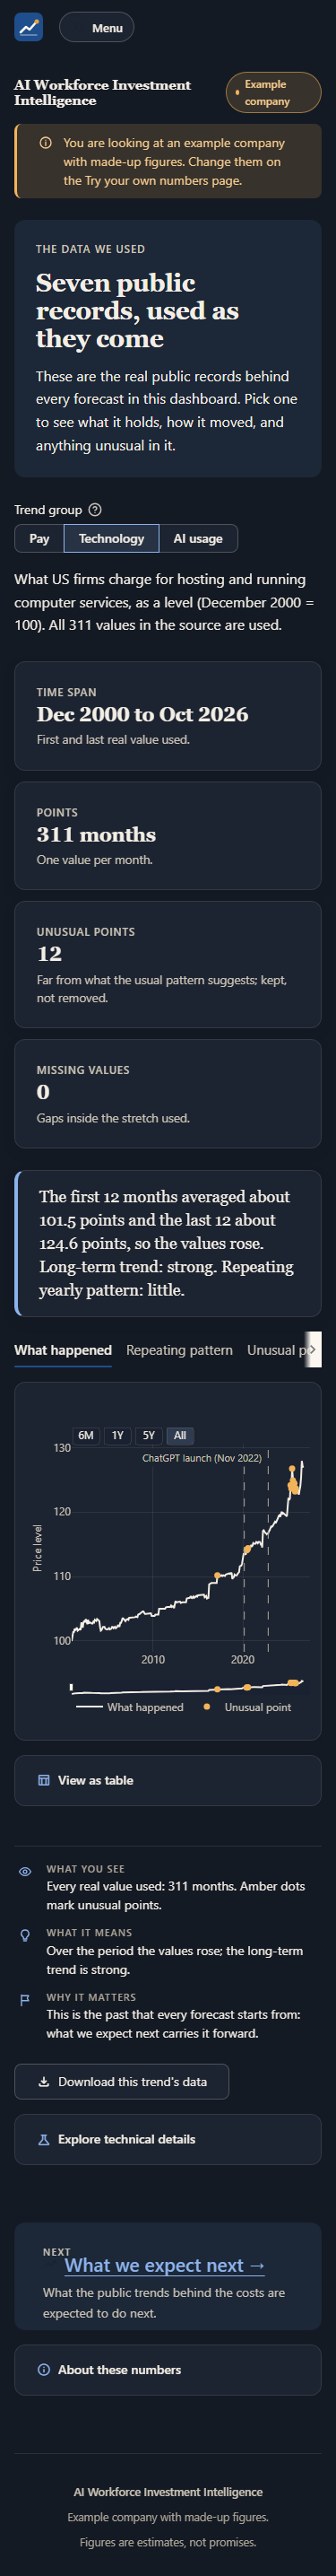 Menu
AI Workforce Investment
Intelligence
Example
company
You are looking at an example company
with made-up figures. Change them on
the Try your own numbers page.
THE DATA WE USED
Seven public
records, used as
they come
These are the real public records behind
every forecast in this dashboard. Pick one
to see what it holds, how it moved, and
anything unusual in it.
Trend group
Pay Technology AI usage
What US firms charge for hosting and running
computer services, as a level (December 2000 =
100). All 311 values in the source are used.
TIME SPAN
Dec 2000 to Oct 2026
First and last real value used.
POINTS
311 months
One value per month.
UNUSUAL POINTS
12
Far from what the usual pattern suggests; kept,
not removed.
MISSING VALUES
0
Gaps inside the stretch used.
The first 12 months averaged about
101.5 points and the last 12 about
124.6 points, so the values rose.
Long-term trend: strong. Repeating
yearly pattern: little.
What happened Repeating pattern Unusual
6M 1Y 5Y All
ChatGPT launch (Nov 2022)
130
120
110
100
Price level
2010 2020
What happened Unusual point
View as table
WHAT YOU SEE
Every real value used: 311 months. Amber dots
mark unusual points.
WHAT IT MEANS
Over the period the values rose; the long-term
trend is strong.
WHY IT MATTERS
This is the past that every forecast starts from:
what we expect next carries it forward.
Download this trend's data
Explore technical details
NEXT
What we expect next →
What the public trends behind the costs are
expected to do next.
About these numbers
AI Workforce Investment Intelligence
Example company with made-up figures.
Figures are estimates, not promises.